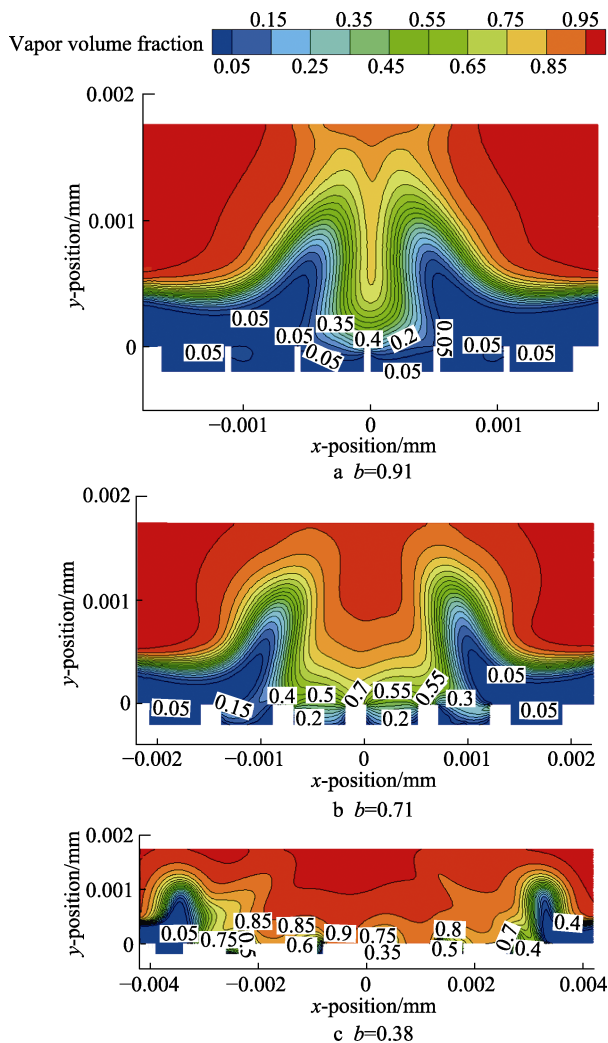 0.15 0.35 0.55 0.75 0.95
Vapor volume fraction
0.05 0.25 0.45 0.65 0.85
0.002
0.001
0
y-position/mm
0.05 0.05 0.35 0.4 0.2 0.05 0.05
0.05 0.05 0.05 0.05
−0.001 0 0.001
x-position/mm
a b=0.91
0.002
0.001
0
y-position/mm
0.05 0.15 0.4 0.5 0.7 0.55 0.55 0.3 0.05
0.2 0.2 0.05
−0.002 −0.001 0 0.001 0.002
x-position/mm
b b=0.71
0.002
0.001
0
y-position/mm
0.05 0.75 0.85 0.85 0.9 0.75 0.8 0.7 0.4
0.5 0.6 0.35 0.5 0.4
−0.004 −0.002 0 0.002 0.004
x-position/mm
c b=0.38